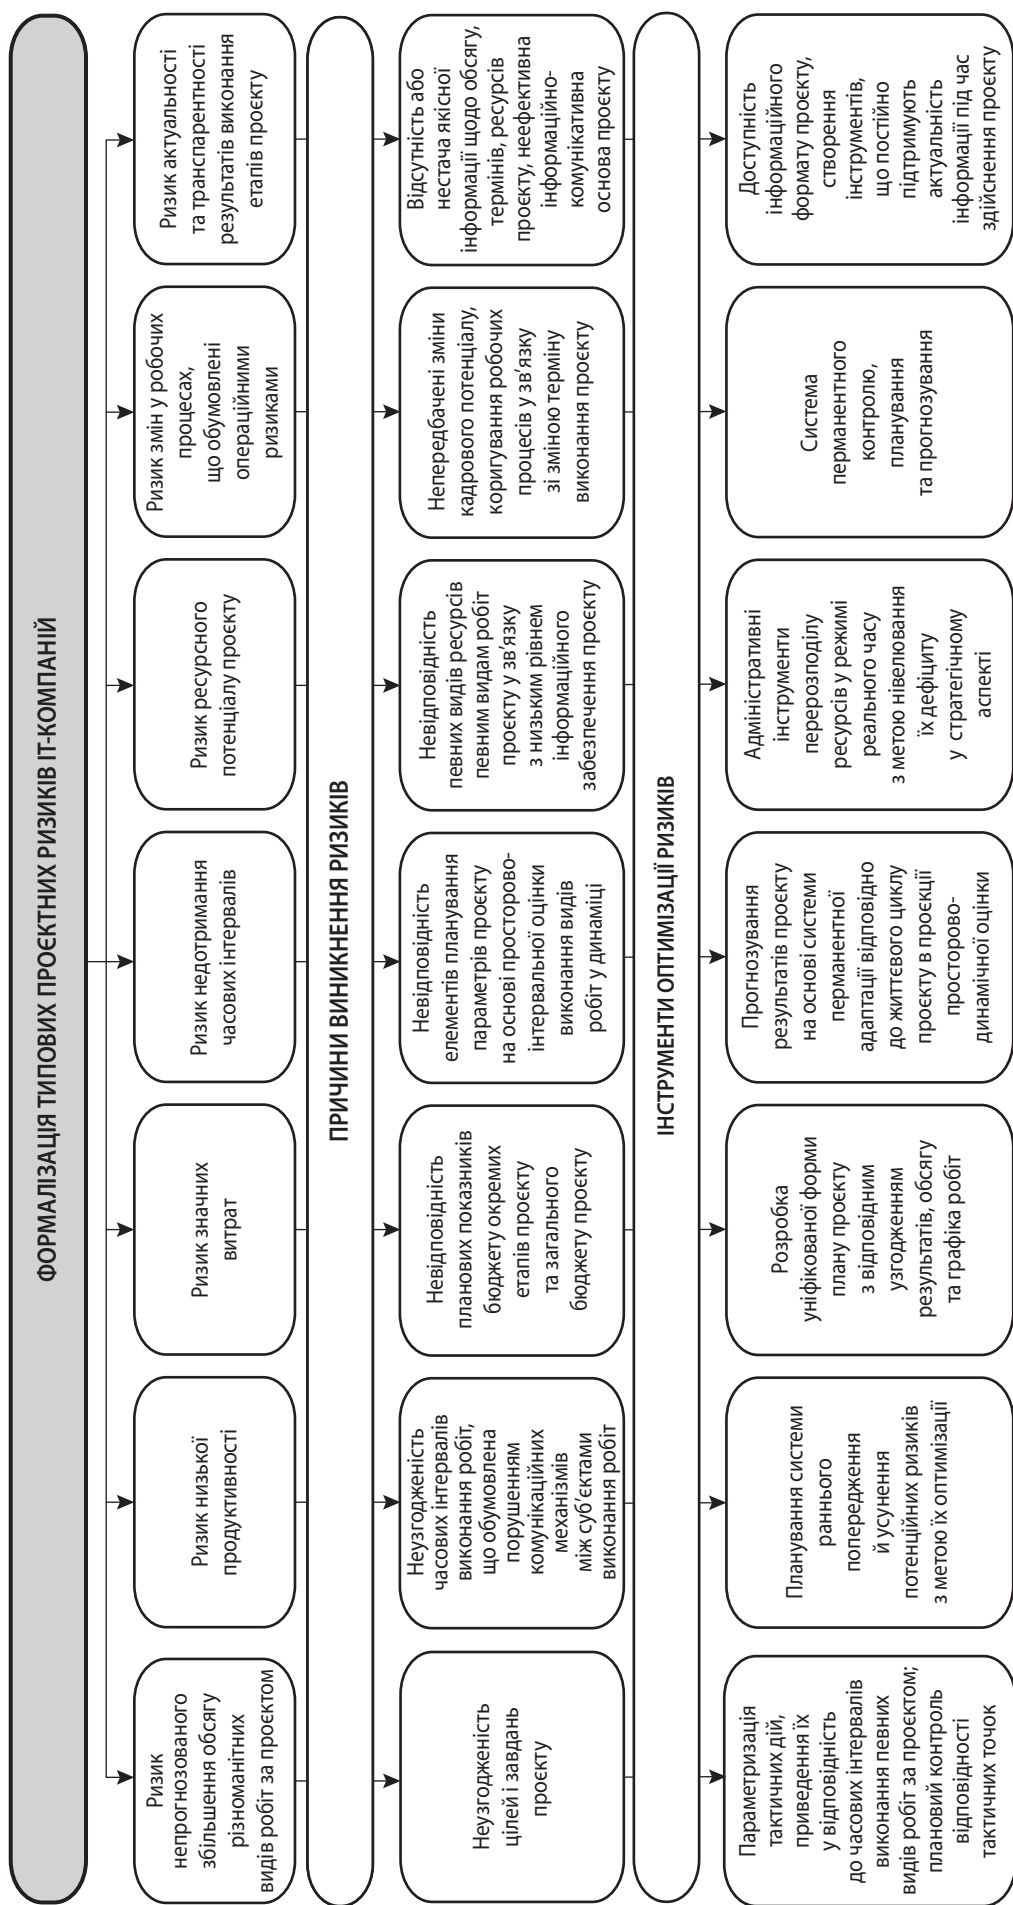 ФОРМАЛІЗАЦІЯ ТИПОВИХ ПРОЄКТНИХ РИЗИКІВ ІТ-КОМПАНІЙ
Ризик
непрогнозованого
збільшення обсягу
різноманітних
видів робіт за проєктом
Ризик низької
продуктивності
Ризик значних
витрат
Ризик недотримання
часових інтервалів
Ризик ресурсного
потенціалу проєкту
Ризик змін у робочих
процесах,
що обумовлені
операційними
ризиками
Ризик актуальності
та транспарентності
результатів виконання
етапів проєкту
ПРИЧИНИ ВИНИКНЕННЯ РИЗИКІВ
Неузгодженість
цілей і завдань
проєкту
Неузгодженість
часових інтервалів
виконання робіт,
що обумовлена
порушенням
комунікаційних
механізмів
між суб’єктами
виконання робіт
Невідповідність
планових показників
бюджету окремих
етапів проєкту
та загального
бюджету проєкту
Невідповідність
елементів планування
параметрів проєкту
на основі просторово-
інтервальної оцінки
виконання видів
робіт у динаміці
Невідповідність
певних видів ресурсів
певним видам робіт
проєкту у зв’язку
з низьким рівнем
інформаційного
забезпечення проєкту
Непередбачені зміни
кадрового потенціалу,
коригування робочих
процесів у зв’язку
зі зміною терміну
виконання проєкту
Відсутність або
нестача якісної
інформації щодо обсягу,
термінів, ресурсів
проєкту, неефективна
інформаційно-
комунікативна
основа проєкту
ІНСТРУМЕНТИ ОПТИМІЗАЦІЇ РИЗИКІВ
Параметризація
тактичних дій,
приведення їх
у відповідність
до часових інтервалів
виконання певних
видів робіт за проєктом;
плановий контроль
відповідності
тактичних точок
Планування системи
раннього
попередження
й усунення
потенційних ризиків
з метою їх оптимізації
Розробка
уніфікованої форми
плану проєкту
з відповідним
узгодженням
результатів, обсягу
та графіка робіт
Прогнозування
результатів проєкту
на основі системи
перманентної
адаптації відповідно
до життєвого циклу
проєкту в проєкції
просторово-
динамічної оцінки
Адміністративні
інструменти
перерозподілу
ресурсів у режимі
реального часу
з метою нівелювання
їх дефіциту
у стратегічному
аспекті
Система
перманентного
контролю,
планування
та прогнозування
Доступність
інформаційного
формату проєкту,
створення
інструментів,
що постійно
підтримують
актуальність
інформації під час
здійснення проєкту